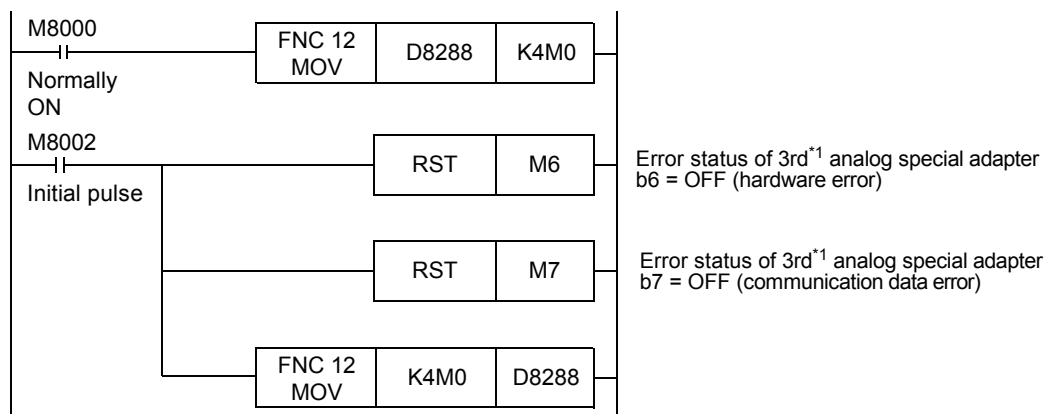 M8000
FNC 12
MOV
D8288
K4M0
Normally
ON
M8002
RST
M6
Error status of 3rd*1 analog special adapter
b6 = OFF (hardware error)
Initial pulse
RST
M7
Error status of 3rd*1 analog special adapter
b7 = OFF (communication data error)
FNC 12
MOV
K4M0
D8288